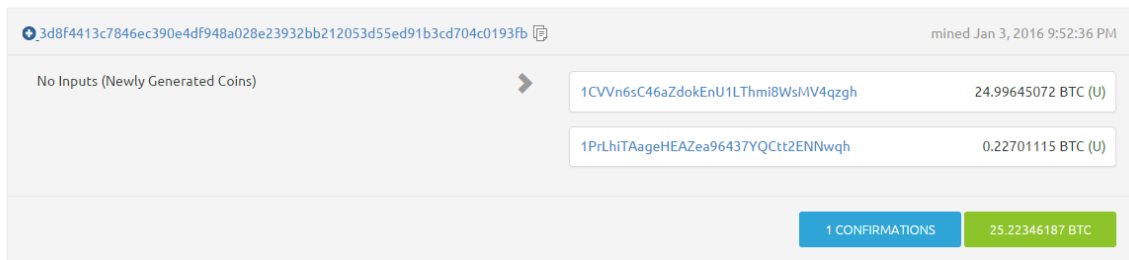 3d8f4413c7846ec390e4df948a028e23932bb212053d55ed91b3cd704c0193fb
mined Jan 3, 2016 9:52:36 PM
No Inputs (Newly Generated Coins)
1CVVn6sC46aZdokEnU1LThmi8WsMV4qzgh
24.99645072 BTC (U)
1PrLhiTAageHEAZea96437YQCtt2ENNwqh
0.22701115 BTC (U)
1 CONFIRMATIONS
25.22346187 BTC